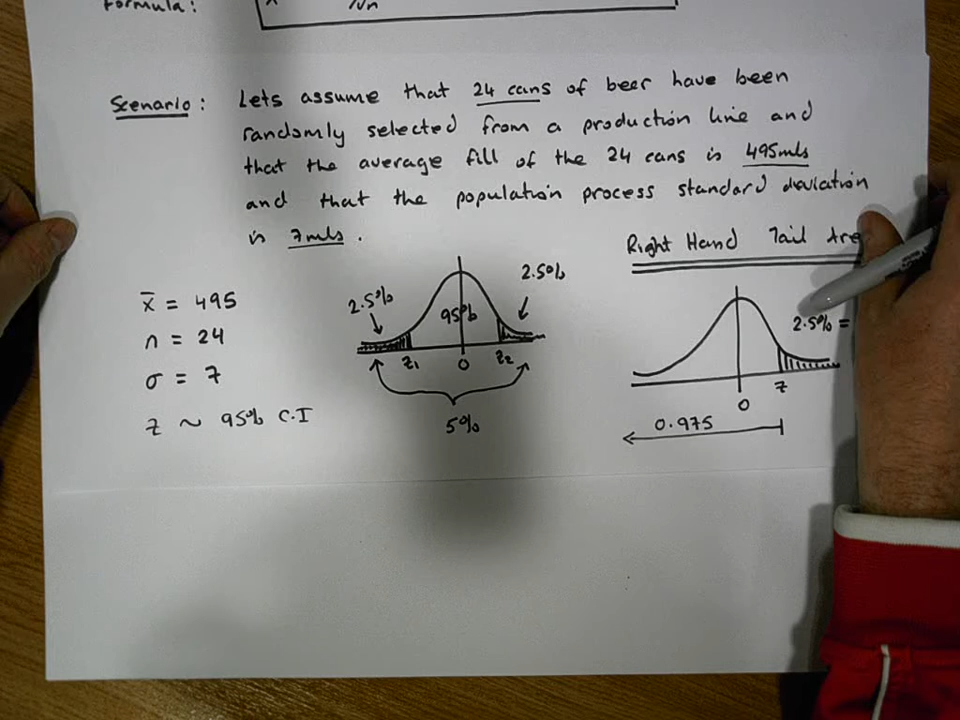 Formula:
Scenario: Lets assume that 24 cans of beer have been
randomly selected from a production line and
that the average fill of the 24 cans is 495mls
and that the population process standard deviation
is 7mls.
Right Hand Tail
x̄ = 495
n = 24
σ = 7
z ~ 95% C.I
2.5%
95%
2.5%
z₁ 0 z₂
5%
2.5% =
z
0
0.975